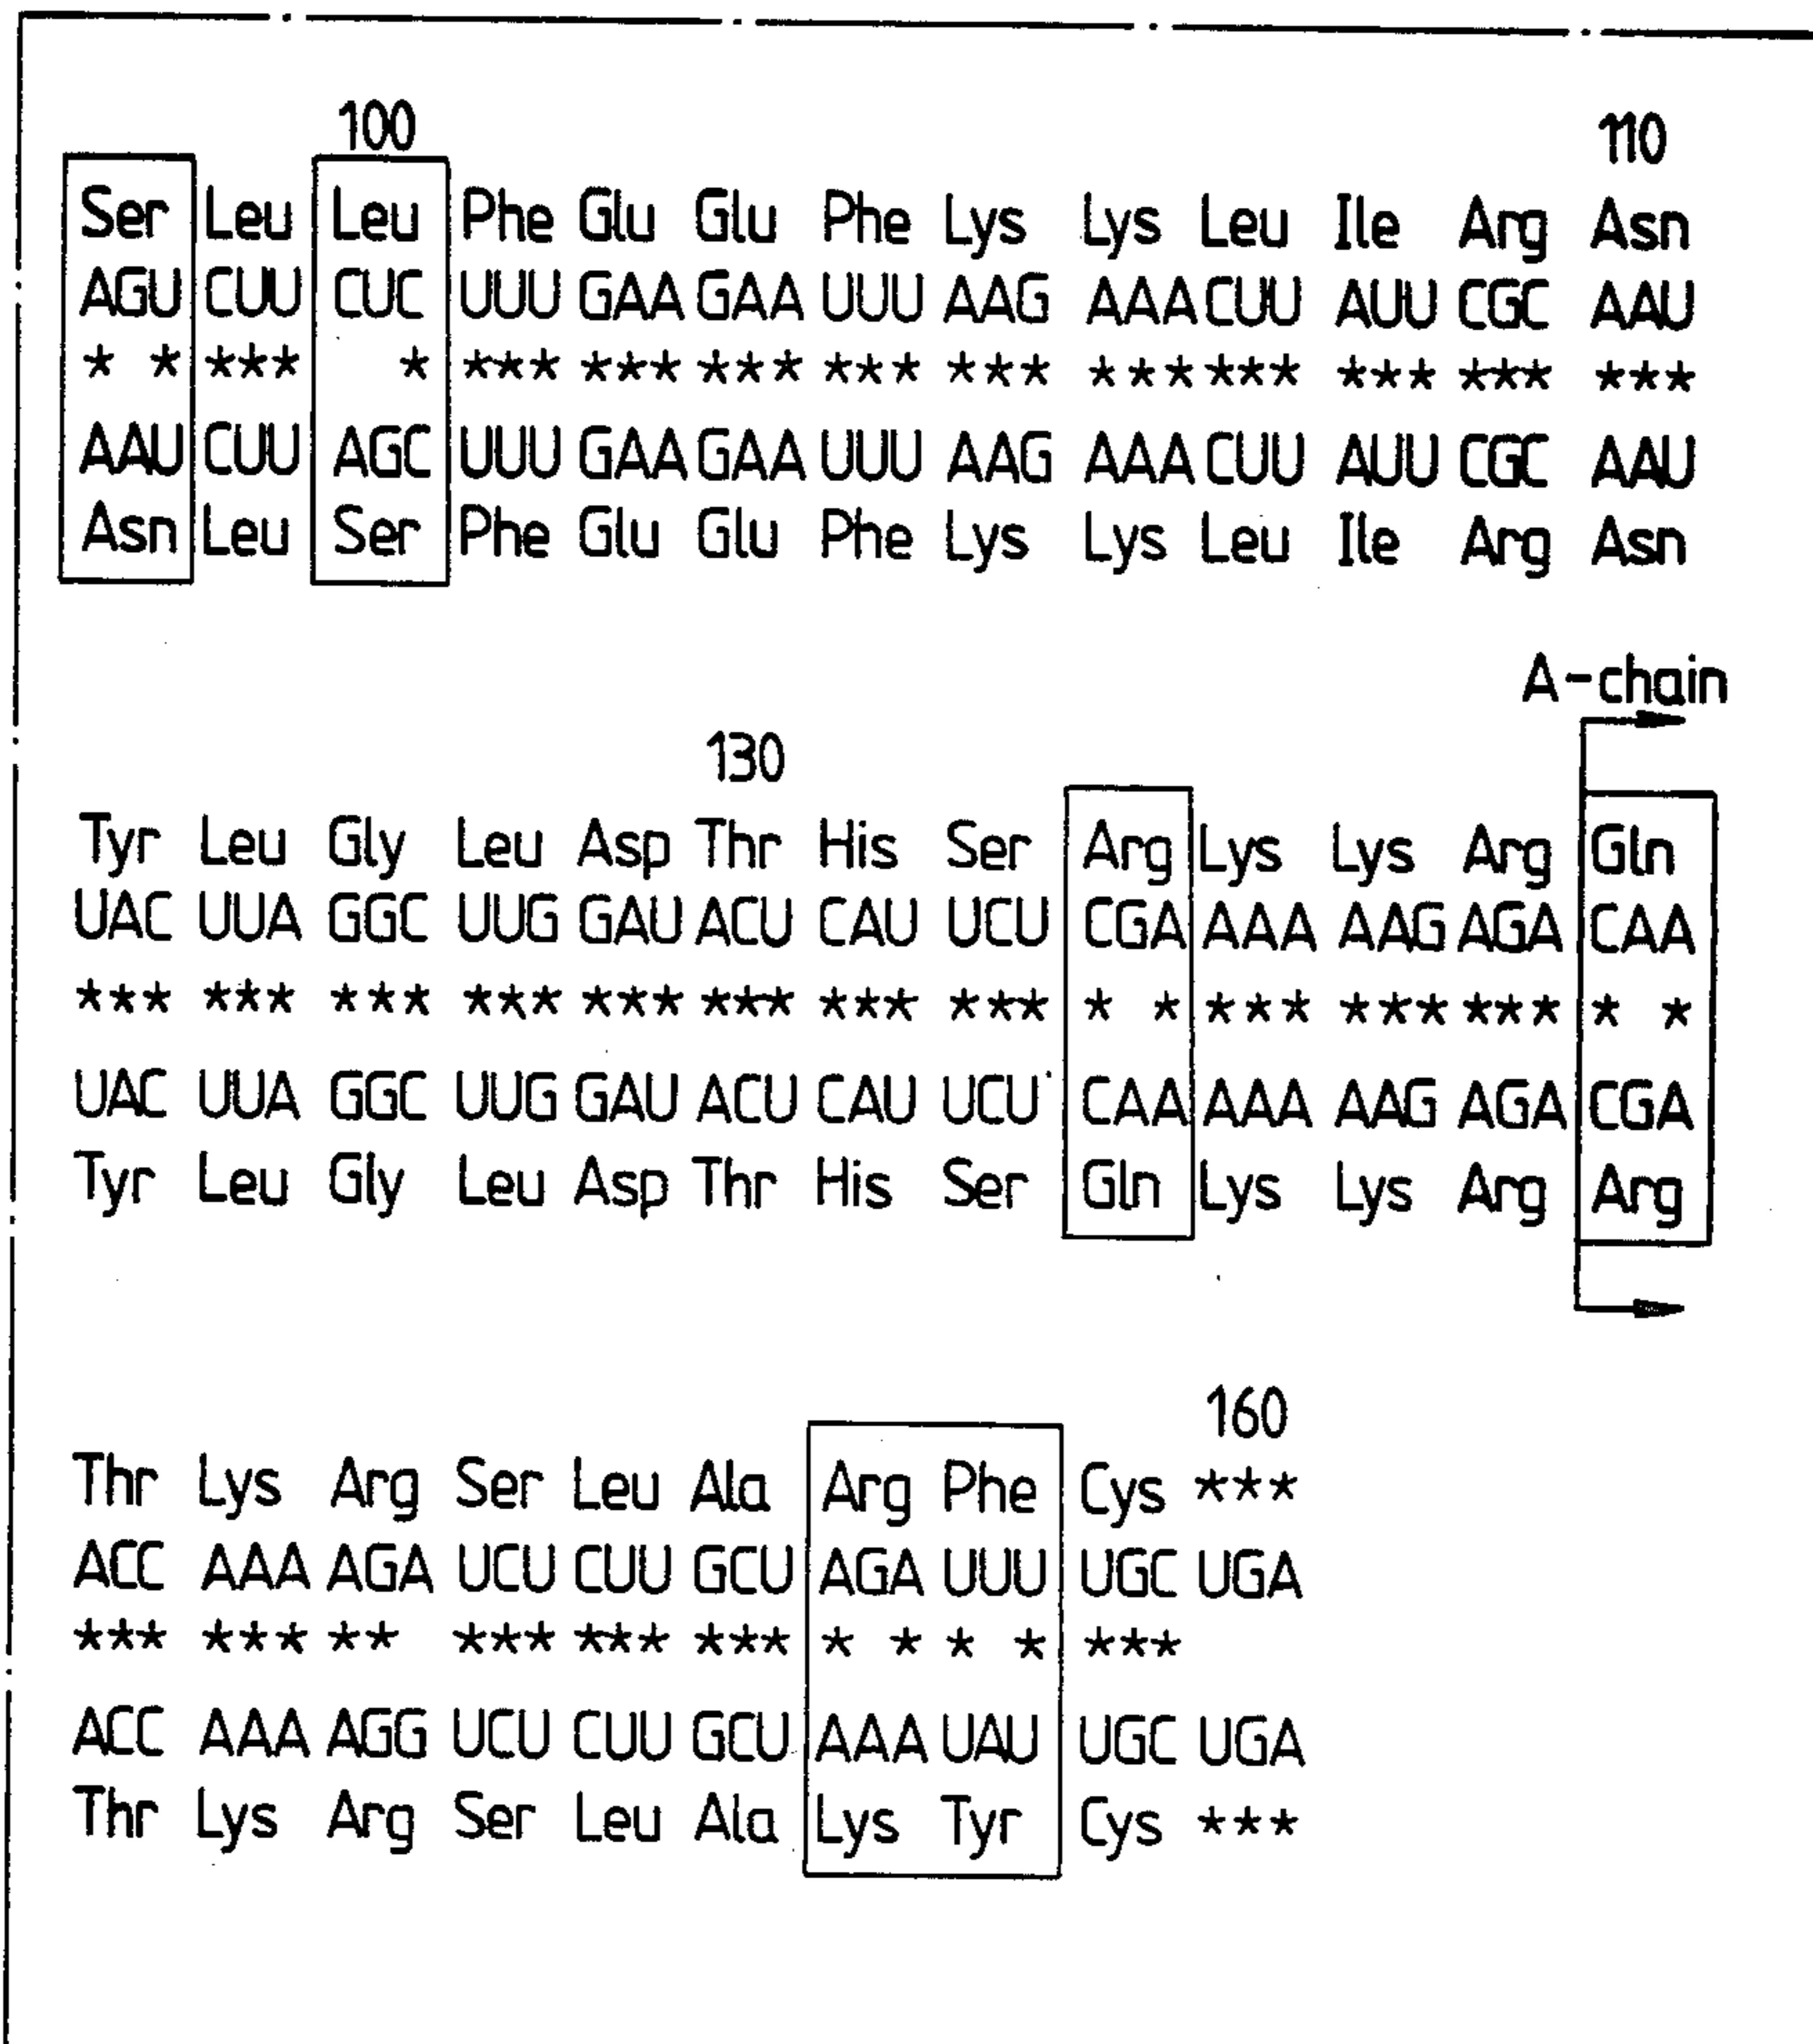 100 110
Ser Leu Leu Phe Glu Glu Phe Lys Lys Leu Ile Arg Asn
AGU CUU CUC UUU GAA GAA UUU AAG AAA CUU AUU CGC AAU
* * *** * *** *** *** *** *** *** *** *** *** ***
AAU CUU AGC UUU GAA GAA UUU AAG AAA CUU AUU CGC AAU
Asn Leu Ser Phe Glu Glu Phe Lys Lys Leu Ile Arg Asn
A-chain
130
Tyr Leu Gly Leu Asp Thr His Ser Arg Lys Lys Arg Gln
UAC UUA GGC UUG GAU ACU CAU UCU CGA AAA AAG AGA CAA
*** *** *** *** *** *** *** *** * * *** *** *** * *
UAC UUA GGC UUG GAU ACU CAU UCU CAA AAA AAG AGA CGA
Tyr Leu Gly Leu Asp Thr His Ser Gln Lys Lys Arg Arg
160
Thr Lys Arg Ser Leu Ala Arg Phe Cys ***
ACC AAA AGA UCU CUU GCU AGA UUU UGC UGA
*** *** ** *** *** *** * * * * ***
ACC AAA AGG UCU CUU GCU AAA UAU UGC UGA
Thr Lys Arg Ser Leu Ala Lys Tyr Cys ***